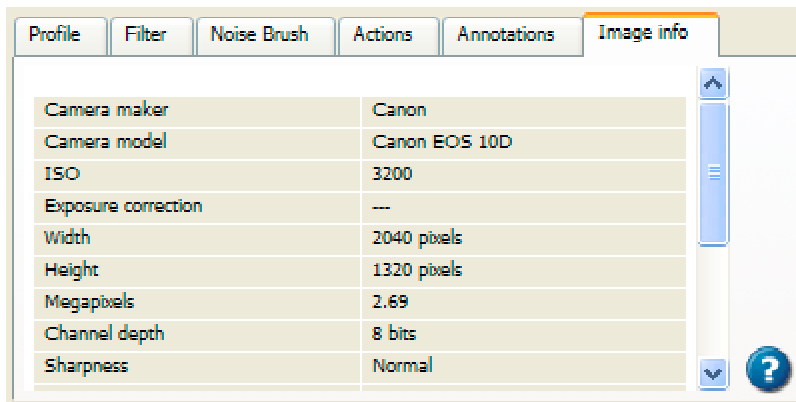 Profile Filter Noise Brush Actions Annotations Image info
Camera maker Canon
Camera model Canon EOS 10D
ISO 3200
Exposure correction ---
Width 2040 pixels
Height 1320 pixels
Megapixels 2.69
Channel depth 8 bits
Sharpness Normal
?